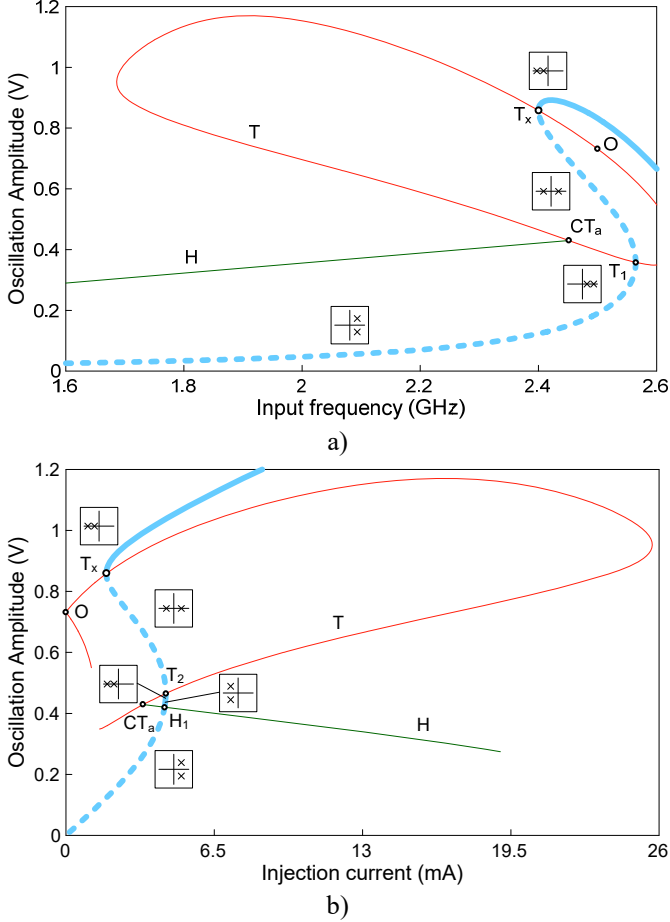 Oscillation Amplitude (V)
1.2
1
0.8
0.6
0.4
0.2
0
T
Tx
O
CTa
H
T1
1.6
1.8
2
2.2
2.4
2.6
Input frequency (GHz)
a)
Oscillation Amplitude (V)
1.2
1
0.8
0.6
0.4
0.2
0
Tx
O
T
T2
CTa
H1
H
0
6.5
13
19.5
26
Injection current (mA)
b)